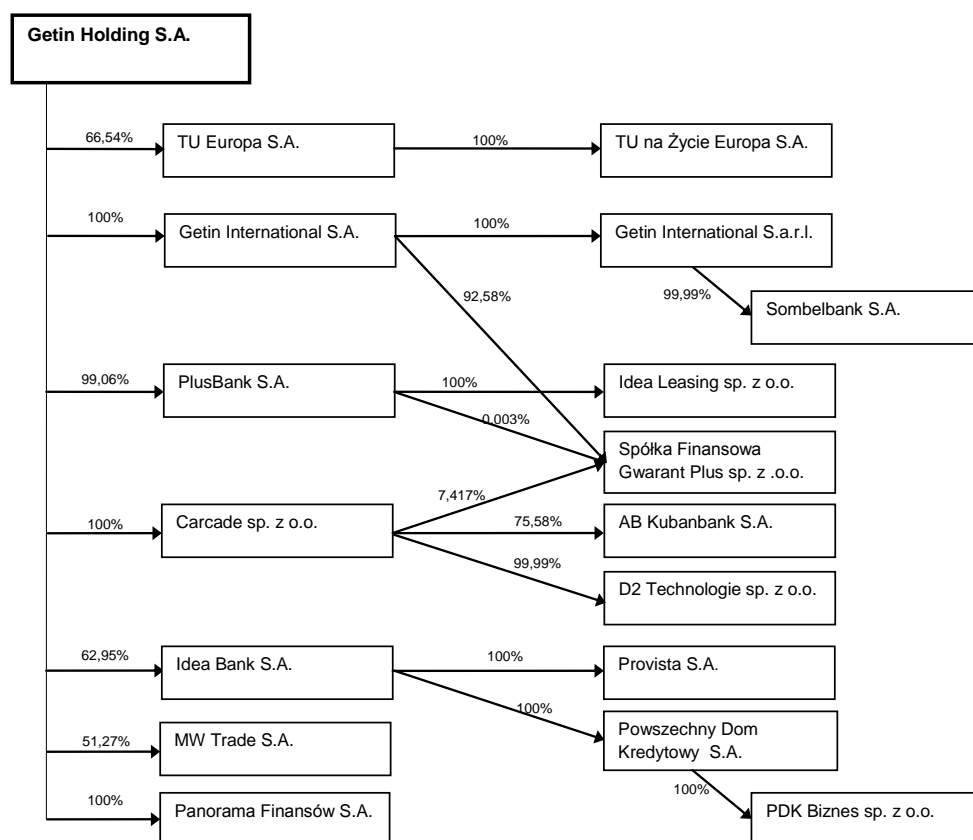 Getin Holding S.A.
66,54%
TU Europa S.A.
100%
TU na Życie Europa S.A.
100%
Getin International S.A.
100%
Getin International S.a.r.l.
92,58%
99,99%
Sombelbank S.A.
99,06%
PlusBank S.A.
100%
Idea Leasing sp. z o.o.
0,003%
Spółka Finansowa
Gwarant Plus sp. z .o.o.
7,417%
100%
Carcade sp. z o.o.
75,58%
AB Kubanbank S.A.
99,99%
D2 Technologie sp. z o.o.
62,95%
Idea Bank S.A.
100%
Provista S.A.
100%
Powszechny Dom
Kredytowy S.A.
51,27%
MW Trade S.A.
100%
PDK Biznes sp. z o.o.
100%
Panorama Finansów S.A.